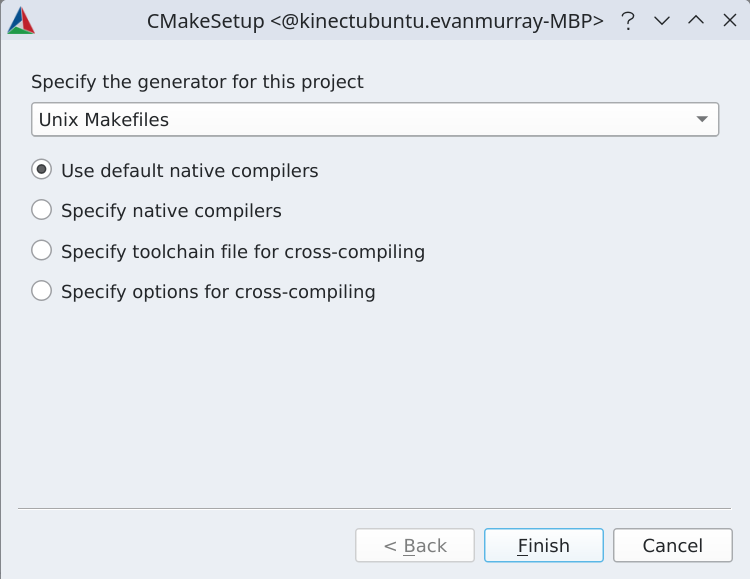 CMakeSetup <@kinectubuntu.evanmurray-MBP>
Specify the generator for this project
Unix Makefiles
Use default native compilers
Specify native compilers
Specify toolchain file for cross-compiling
Specify options for cross-compiling
< Back
Finish
Cancel